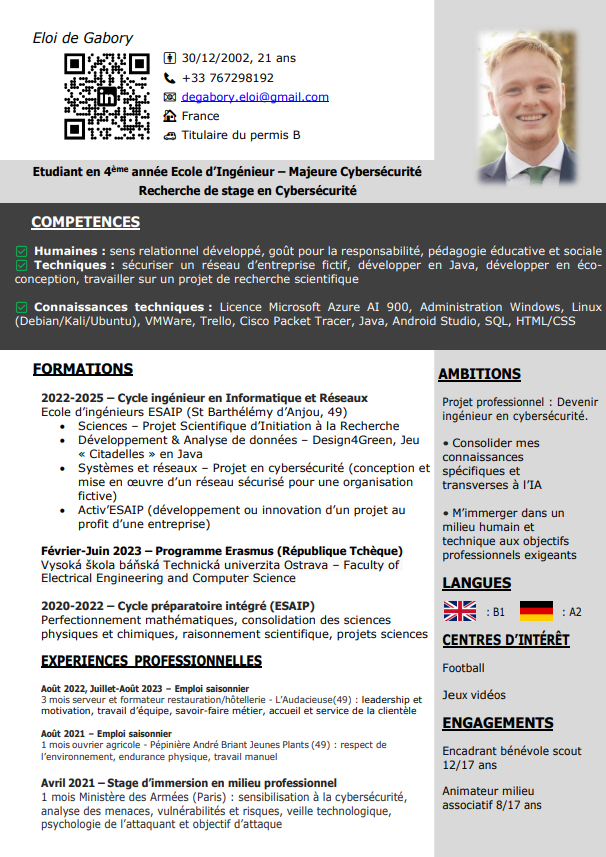 Eloi de Gabory
30/12/2002, 21 ans
+33 767298192
degabory.eloi@gmail.com
France
Titulaire du permis B
Etudiant en 4ème année Ecole d’Ingénieur – Majeure Cybersécurité
Recherche de stage en Cybersécurité
COMPETENCES
Humaines : sens relationnel développé, goût pour la responsabilité, pédagogie éducative et sociale
Techniques : sécuriser un réseau d’entreprise fictif, développer en Java, développer en éco-
conception, travailler sur un projet de recherche scientifique
Connaissances techniques : Licence Microsoft Azure AI 900, Administration Windows, Linux
(Debian/Kali/Ubuntu), VMWare, Trello, Cisco Packet Tracer, Java, Android Studio, SQL, HTML/CSS
FORMATIONS
2022-2025 – Cycle ingénieur en Informatique et Réseaux
Ecole d’ingénieurs ESAIP (St Barthélémy d’Anjou, 49)
• Sciences – Projet Scientifique d’Initiation à la Recherche
• Développement & Analyse de données – Design4Green, Jeu
« Citadelles » en Java
• Systèmes et réseaux – Projet en cybersécurité (conception et
mise en œuvre d’un réseau sécurisé pour une organisation
fictive)
• Activ’ESAIP (développement ou innovation d’un projet au
profit d’une entreprise)
Février-Juin 2023 – Programme Erasmus (République Tchèque)
Vysoká škola báňská Technická univerzita Ostrava – Faculty of
Electrical Engineering and Computer Science
2020-2022 – Cycle préparatoire intégré (ESAIP)
Perfectionnement mathématiques, consolidation des sciences
physiques et chimiques, raisonnement scientifique, projets sciences
EXPERIENCES PROFESSIONNELLES
Août 2022, Juillet-Août 2023 – Emploi saisonnier
3 mois serveur et formateur restauration/hôtellerie - L’Audacieuse(49) : leadership et
motivation, travail d’équipe, savoir-faire métier, accueil et service de la clientèle
Août 2021 – Emploi saisonnier
1 mois ouvrier agricole - Pépinière André Briant Jeunes Plants (49) : respect de
l’environnement, endurance physique, travail manuel
Avril 2021 – Stage d’immersion en milieu professionnel
1 mois Ministère des Armées (Paris) : sensibilisation à la cybersécurité,
analyse des menaces, vulnérabilités et risques, veille technologique,
psychologie de l’attaquant et objectif d’attaque
AMBITIONS
Projet professionnel : Devenir
ingénieur en cybersécurité.
• Consolider mes
connaissances
spécifiques et
transverses à l’IA
• M’immerger dans un
milieu humain et
technique aux objectifs
professionnels exigeants
LANGUES
: B1 : A2
CENTRES D’INTÉRÊT
Football
Jeux vidéos
ENGAGEMENTS
Encadrant bénévole scout
12/17 ans
Animateur milieu
associatif 8/17 ans